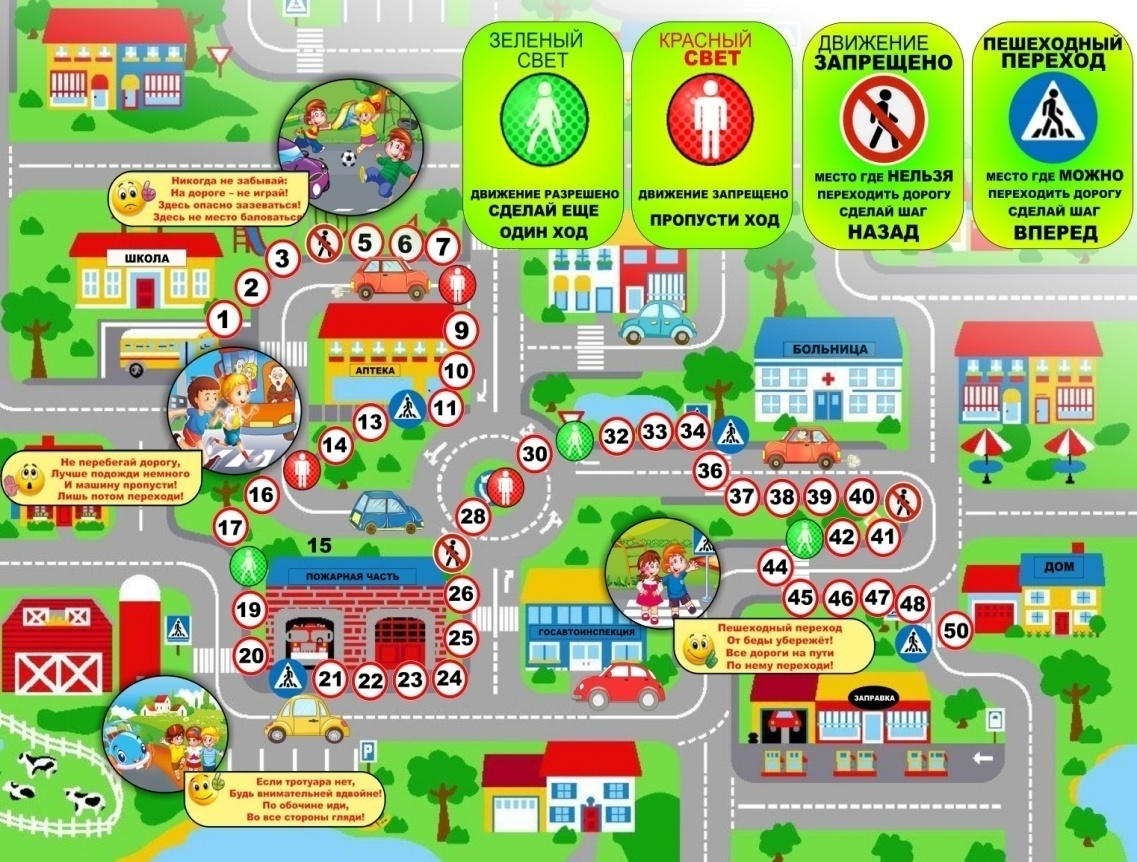 ЗЕЛЕНЫЙ
СВЕТ
ДВИЖЕНИЕ РАЗРЕШЕНО
СДЕЛАЙ ЕЩЕ
ОДИН ХОД
КРАСНЫЙ
СВЕТ
ДВИЖЕНИЕ ЗАПРЕЩЕНО
ПРОПУСТИ ХОД
ДВИЖЕНИЕ
ЗАПРЕЩЕНО
МЕСТО ГДЕ НЕЛЬЗЯ
ПЕРЕХОДИТЬ ДОРОГУ
СДЕЛАЙ ШАГ
НАЗАД
ПЕШЕХОДНЫЙ
ПЕРЕХОД
МЕСТО ГДЕ МОЖНО
ПЕРЕХОДИТЬ ДОРОГУ
СДЕЛАЙ ШАГ
ВПЕРЕД
Никогда не забывай:
На дороге – не играй!
Здесь опасно зазеваться!
Здесь не место баловаться
ШКОЛА
1
2
3
5
6
7
9
10
11
АПТЕКА
13
14
БОЛЬНИЦА
Не перебегай дорогу,
Лучше подожди немного
И машину пропусти!
Лишь потом переходи!
16
17
15
ПОЖАРНАЯ ЧАСТЬ
19
20
21
22
23
24
25
26
28
30
32
33
34
36
37
38
39
40
41
42
44
45
46
47
48
50
ДОМ
ГОСАВТОИНСПЕКЦИЯ
Пешеходный переход
От беды убережёт!
Все дороги на пути
По нему переходи!
ЗАПРАВКА
P
Если тротуара нет,
Будь внимательней вдвойне!
По обочине иди,
Во все стороны гляди!